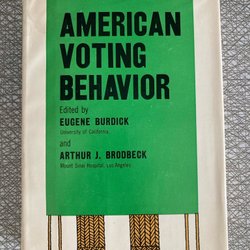 AMERICAN
VOTING
BEHAVIOR
Edited by
EUGENE BURDICK
University of California
and
ARTHUR J. BRODBECK
Mount Sinai Hospital, Los Angeles